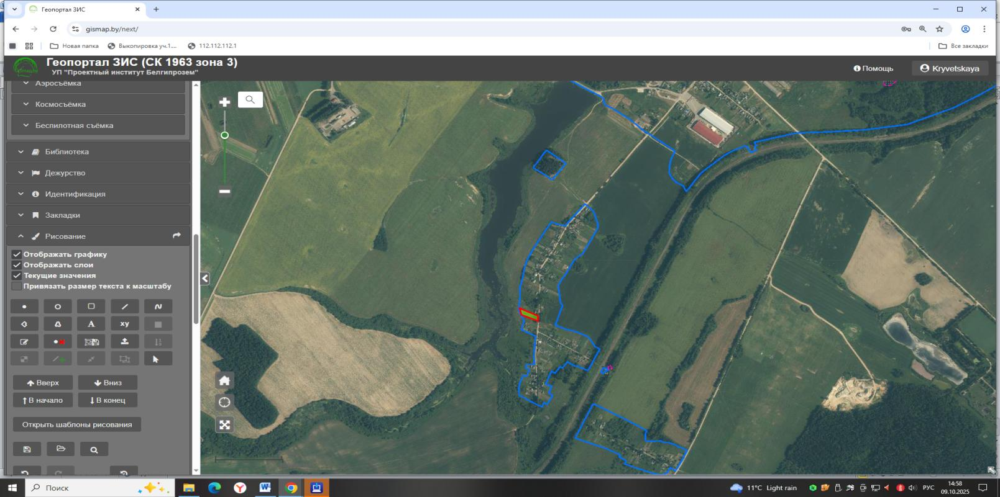 Геопортал ЗИС
gismap.by/next/
Новая папка
Выкопировка уч.1....
112.112.112.1
Все закладки
Геопортал ЗИС (СК 1963 зона 3)
УП "Проектный институт Белгипрозем"
Помощь
Kryvetskaya
Аэросъёмка
Космосъёмка
Беспилотная съёмка
Библиотека
Дежурство
Идентификация
Закладки
Рисование
Отображать графику
Отображать слои
Текущие значения
Привязать размер текста к масштабу
A
xy
Вверх
Вниз
В начало
В конец
Открыть шаблоны рисования
Поиск
11°C Light rain
РУС
14:58
09.10.2025